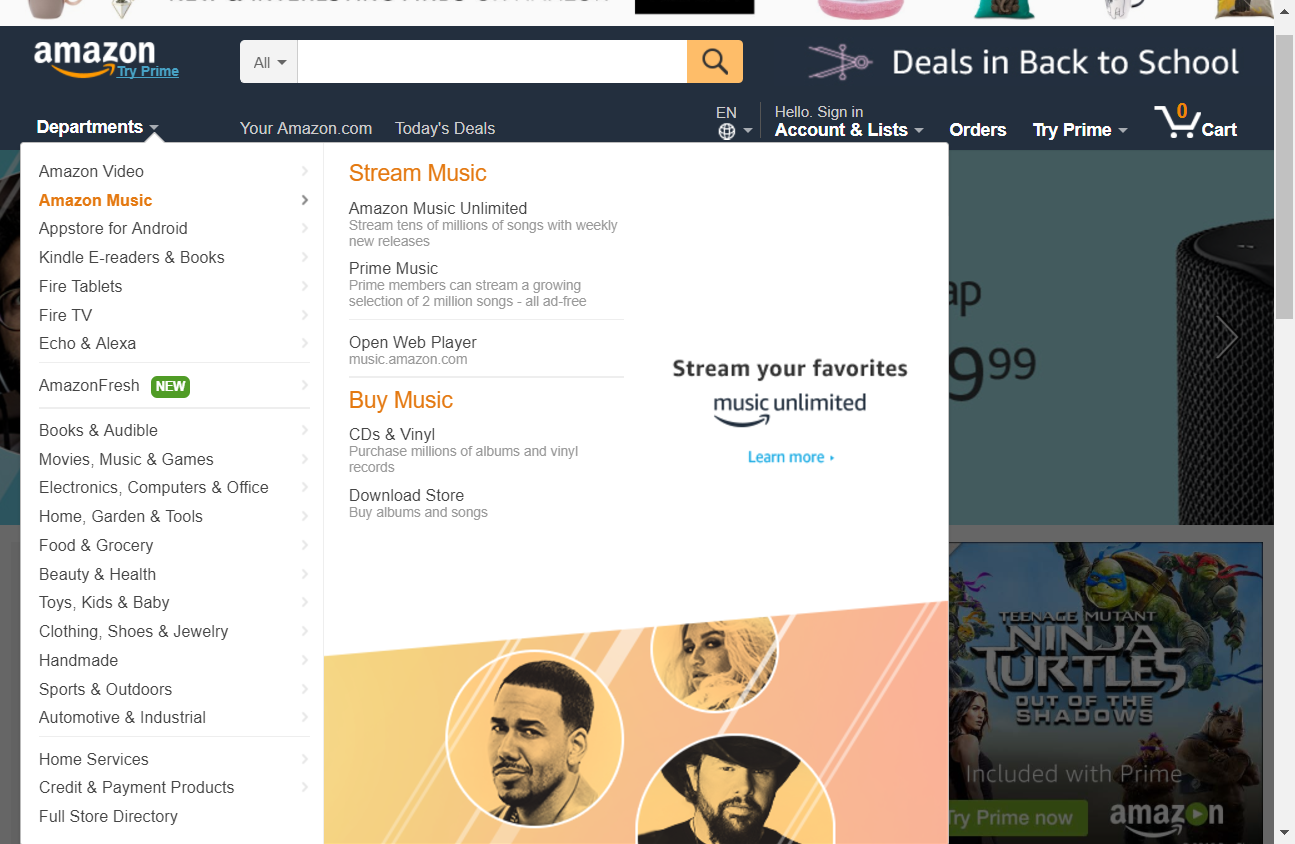 amazon
Try Prime
All
Deals in Back to School
Departments
Your Amazon.com
Today's Deals
EN
Hello. Sign in
Account & Lists
Orders
Try Prime
0
Cart
Amazon Video
Amazon Music
Appstore for Android
Kindle E-readers & Books
Fire Tablets
Fire TV
Echo & Alexa
AmazonFresh NEW
Books & Audible
Movies, Music & Games
Electronics, Computers & Office
Home, Garden & Tools
Food & Grocery
Beauty & Health
Toys, Kids & Baby
Clothing, Shoes & Jewelry
Handmade
Sports & Outdoors
Automotive & Industrial
Home Services
Credit & Payment Products
Full Store Directory
Stream Music
Amazon Music Unlimited
Stream tens of millions of songs with weekly
new releases
Prime Music
Prime members can stream a growing
selection of 2 million songs - all ad-free
Open Web Player
music.amazon.com
Buy Music
CDs & Vinyl
Purchase millions of albums and vinyl
records
Download Store
Buy albums and songs
Stream your favorites
music unlimited
Learn more
ap
9 99
TEENAGE MUTANT
NINJA
TURTLES
OUT OF THE
SHADOWS
Included with Prime
Try Prime now
amazon